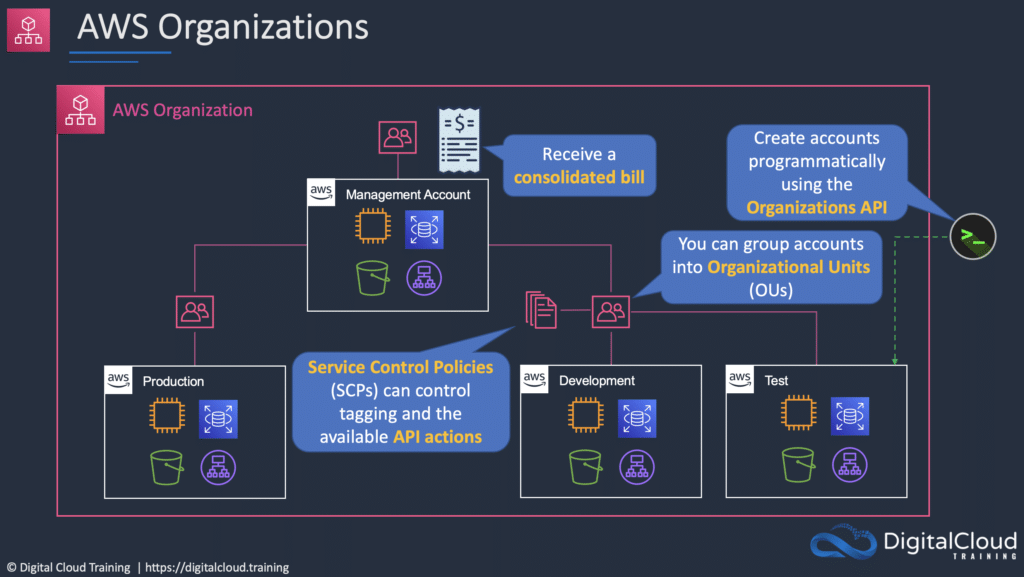 AWS Organizations
AWS Organization
=$=
Receive a
consolidated bill
Create accounts
programmatically
using the
Organizations API
aws
Management Account
>_
You can group accounts
into Organizational Units
(OUs)
Service Control Policies
(SCPs) can control
tagging and the
available API actions
aws
Production
aws
Development
aws
Test
DigitalCloud
TRAINING
© Digital Cloud Training | https://digitalcloud.training